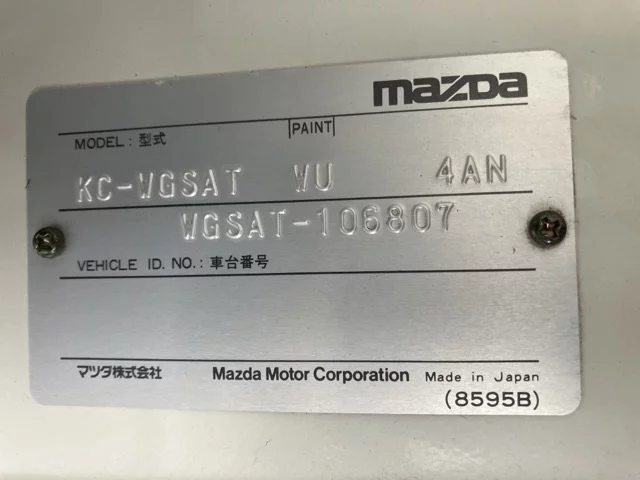 mazda
MODEL : 型式 PAINT
KC-WGSAT WU 4AN
WGSAT-106807
VEHICLE ID. NO. : 車台番号
マツダ株式会社 Mazda Motor Corporation Made in Japan
(8595B)